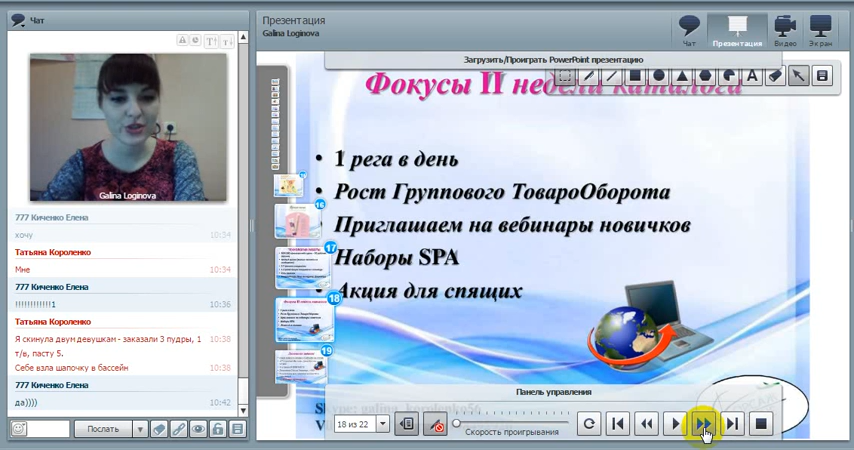 Чат
Презентация
Galina Loginova
Чат
Презентация
Видео
Экран
Загрузить/Проиграть PowerPoint презентацию
Galina Loginova
777 Киченко Елена
хочу 10:34
Татьяна Короленко
Мне 10:34
777 Киченко Елена
!!!!!!!!!!!!1 10:36
Татьяна Короленко
Я скинула двум девушкам - заказали 3 пудры, 1 10:38
т/в, пасту 5.
Себе взла шапочку в бассейн 10:38
777 Киченко Елена
да)))) 10:42
Послать
16
17
18
19
Фокусы II недели каталога
• 1 рега в день
• Рост Группового ТовароОборота
• Приглашаем на вебинары новичков
Наборы SPA
Акция для спящих
Панель управления
18 из 22
Скорость проигрывания